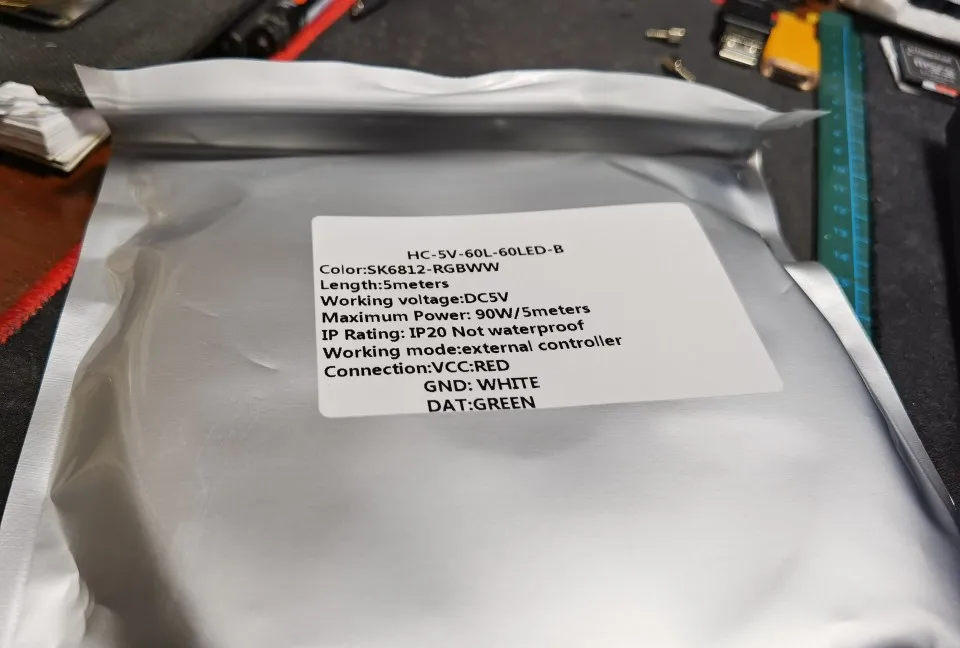 HC-5V-60L-60LED-B
Color:SK6812-RGBWW
Length:5meters
Working voltage:DC5V
Maximum Power: 90W/5meters
IP Rating: IP20 Not waterproof
Working mode:external controller
Connection:VCC:RED
GND: WHITE
DAT:GREEN